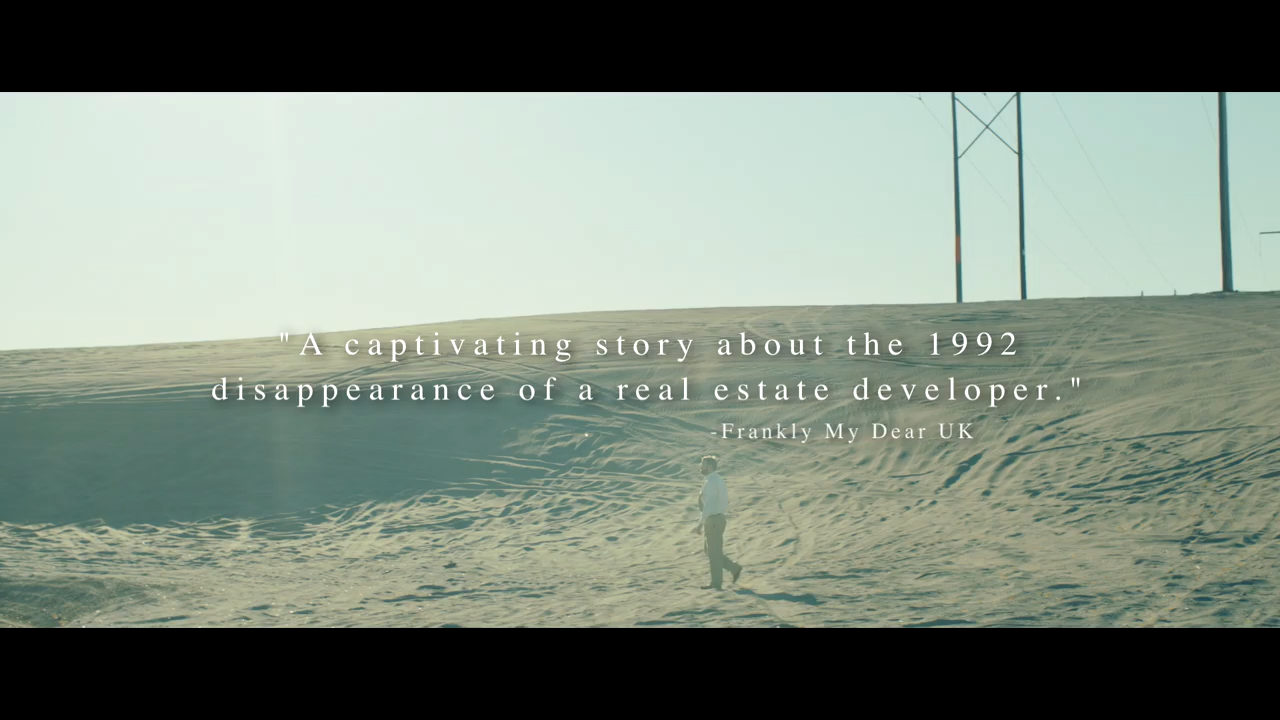 "A captivating story about the 1992
disappearance of a real estate developer."
-Frankly My Dear UK